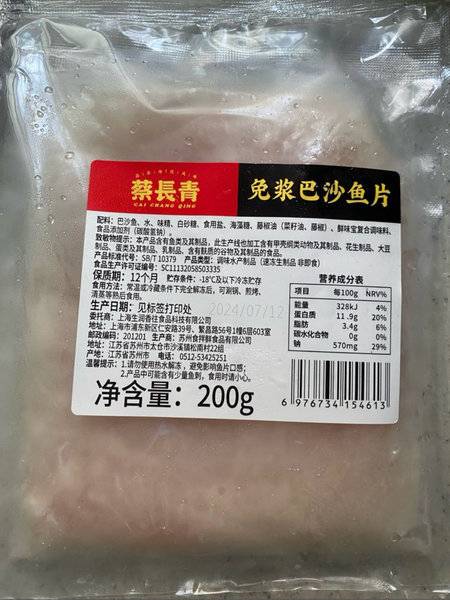 蔡長青
CAI CHANG QING
免浆巴沙鱼片
配料：巴沙鱼、水、味精、白砂糖、食用盐、海藻糖、藤椒油（菜籽油、藤椒）、鲜味宝复合调味料、
食品添加剂（碳酸氢钠）。
致敏物提示：本产品含有鱼类及其制品，此生产线也加工含有甲壳纲类动物及其制品、花生制品、大豆
制品、蛋类及其制品、乳制品、含有麸质的谷物及其制品的食品。
产品标准代号：SB/T 10379 产品类型：调味水产制品（速冻生制品 非即食）
食品生产许可证编号：SC11132058503335
保质期：12个月 贮存条件：-18℃及以下冷冻贮存
食用方法：常温或冷藏条件下完全解冻后，可涮锅、煎烤、
清蒸等熟后食用。
生产日期：见标签打印处
2024/07/12
委托商：上海生润香佳食品科技有限公司
地址：上海市浦东新区仁安路39号、絮昌路56号1幢6层603室
邮政编码：201201 生产商：苏州食祥鲜食品有限公司
地址：江苏省苏州市太仓市沙溪镇松南村22组
产地：江苏省苏州市 电话：0512-53425251
温馨提示：1.请勿使用热水解冻，避免影响鱼片口感；
2.产品中可能含有少量鱼刺，食用时请小心。
净含量：200g
营养成分表
项目 每100g NRV%
能量 328kJ 4%
蛋白质 11.9g 20%
脂肪 3.4g 6%
碳水化合物 0g 0%
钠 570mg 29%
6 976734 154613